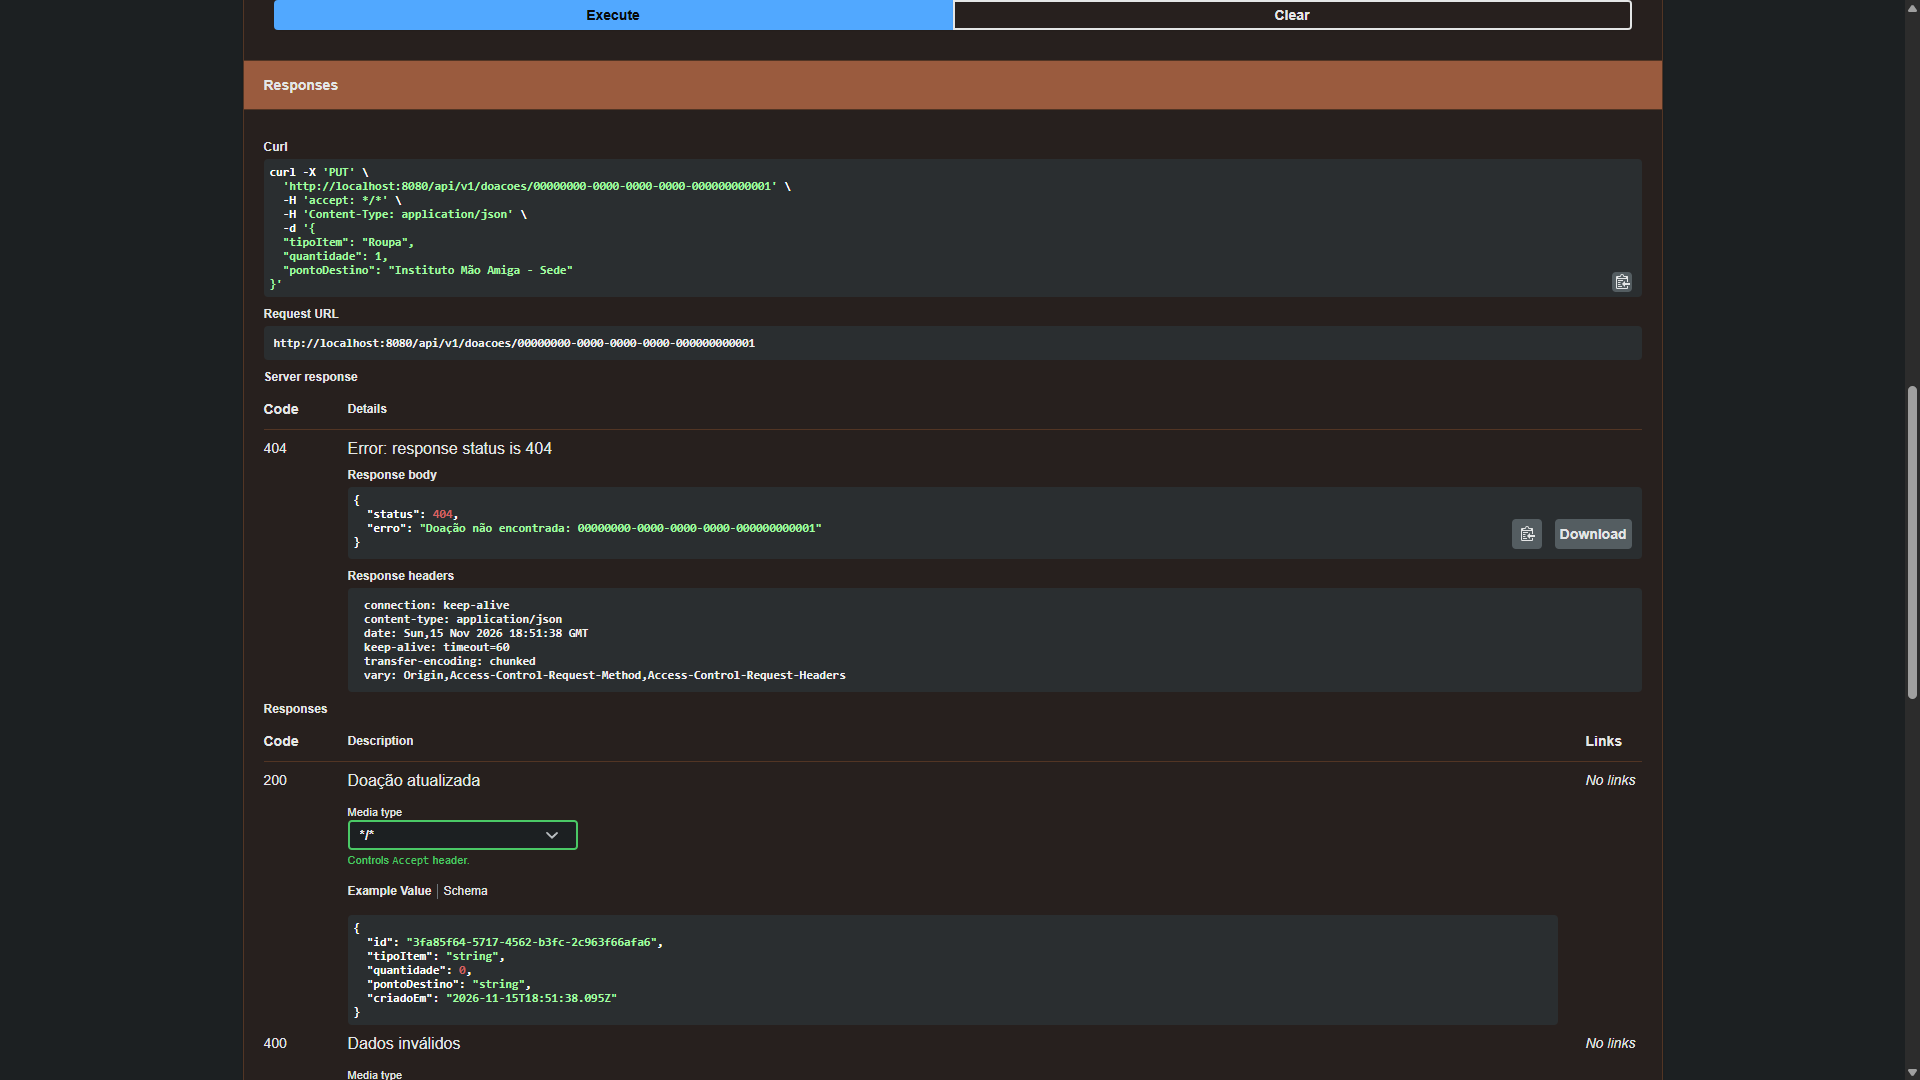 Execute
Clear
Responses
Curl
curl -X 'PUT' \
'http://localhost:8080/api/v1/doacoes/00000000-0000-0000-0000-000000000001' \
-H 'accept: */*' \
-H 'Content-Type: application/json' \
-d '{
"tipoItem": "Roupa",
"quantidade": 1,
"pontoDestino": "Instituto Mão Amiga - Sede"
}'
Request URL
http://localhost:8080/api/v1/doacoes/00000000-0000-0000-0000-000000000001
Server response
Code Details
404 Error: response status is 404
Response body
{
"status": 404,
"erro": "Doação não encontrada: 00000000-0000-0000-0000-000000000001"
}
Download
Response headers
connection: keep-alive
content-type: application/json
date: Sun,15 Nov 2026 18:51:38 GMT
keep-alive: timeout=60
transfer-encoding: chunked
vary: Origin,Access-Control-Request-Method,Access-Control-Request-Headers
Responses
Code Description Links
200 Doação atualizada No links
Media type
*/*
Controls Accept header.
Example Value | Schema
{
"id": "3fa85f64-5717-4562-b3fc-2c963f66afa6",
"tipoItem": "string",
"quantidade": 0,
"pontoDestino": "string",
"criadoEm": "2026-11-15T18:51:38.095Z"
}
400 Dados inválidos No links
Media type